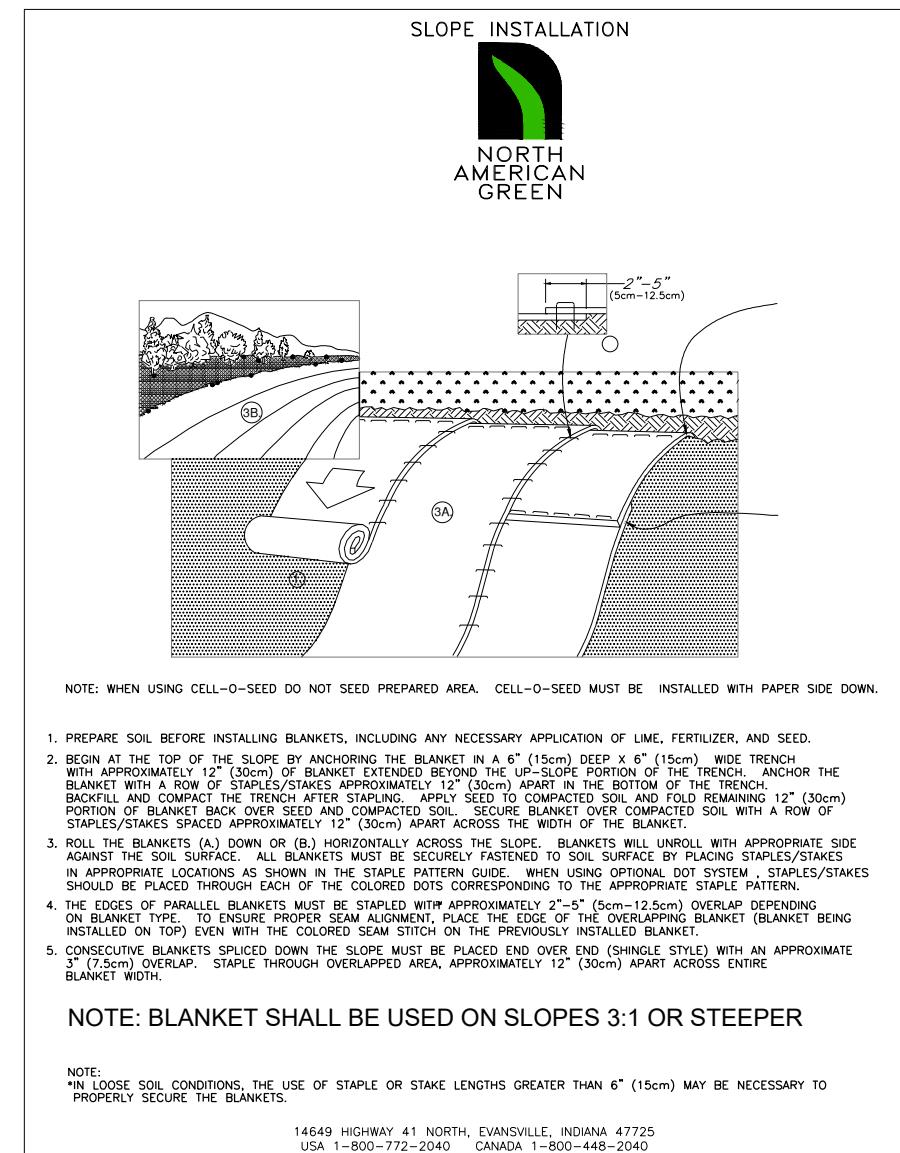 SLOPE INSTALLATION
NORTH
AMERICAN
GREEN
2"-5"
(5cm-12.5cm)
3B.
3A.
1.
NOTE: WHEN USING CELL-O-SEED DO NOT SEED PREPARED AREA. CELL-O-SEED MUST BE INSTALLED WITH PAPER SIDE DOWN.
1. PREPARE SOIL BEFORE INSTALLING BLANKETS, INCLUDING ANY NECESSARY APPLICATION OF LIME, FERTILIZER, AND SEED.
2. BEGIN AT THE TOP OF THE SLOPE BY ANCHORING THE BLANKET IN A 6" (15cm) DEEP X 6" (15cm) WIDE TRENCH
WITH APPROXIMATELY 12" (30cm) OF BLANKET EXTENDED BEYOND THE UP-SLOPE PORTION OF THE TRENCH. ANCHOR THE
BLANKET WITH A ROW OF STAPLES/STAKES APPROXIMATELY 12" (30cm) APART IN THE BOTTOM OF THE TRENCH.
BACKFILL AND COMPACT THE TRENCH AFTER STAPLING. APPLY SEED TO COMPACTED SOIL AND FOLD REMAINING 12" (30cm)
PORTION OF BLANKET BACK OVER SEED AND COMPACTED SOIL. SECURE BLANKET OVER COMPACTED SOIL WITH A ROW OF
STAPLES/STAKES SPACED APPROXIMATELY 12" (30cm) APART ACROSS THE WIDTH OF THE BLANKET.
3. ROLL THE BLANKETS (A.) DOWN OR (B.) HORIZONTALLY ACROSS THE SLOPE. BLANKETS WILL UNROLL WITH APPROPRIATE SIDE
AGAINST THE SOIL SURFACE. ALL BLANKETS MUST BE SECURELY FASTENED TO SOIL SURFACE BY PLACING STAPLES/STAKES
IN APPROPRIATE LOCATIONS AS SHOWN IN THE STAPLE PATTERN GUIDE. WHEN USING OPTIONAL DOT SYSTEM , STAPLES/STAKES
SHOULD BE PLACED THROUGH EACH OF THE COLORED DOTS CORRESPONDING TO THE APPROPRIATE STAPLE PATTERN.
4. THE EDGES OF PARALLEL BLANKETS MUST BE STAPLED WITH APPROXIMATELY 2"-5" (5cm-12.5cm) OVERLAP DEPENDING
ON BLANKET TYPE. TO ENSURE PROPER SEAM ALIGNMENT, PLACE THE EDGE OF THE OVERLAPPING BLANKET (BLANKET BEING
INSTALLED ON TOP) EVEN WITH THE COLORED SEAM STITCH ON THE PREVIOUSLY INSTALLED BLANKET.
5. CONSECUTIVE BLANKETS SPLICED DOWN THE SLOPE MUST BE PLACED END OVER END (SHINGLE STYLE) WITH AN APPROXIMATE
3" (7.5cm) OVERLAP. STAPLE THROUGH OVERLAPPED AREA, APPROXIMATELY 12" (30cm) APART ACROSS ENTIRE
BLANKET WIDTH.
NOTE: BLANKET SHALL BE USED ON SLOPES 3:1 OR STEEPER
NOTE:
*IN LOOSE SOIL CONDITIONS, THE USE OF STAPLE OR STAKE LENGTHS GREATER THAN 6" (15cm) MAY BE NECESSARY TO
PROPERLY SECURE THE BLANKETS.
14649 HIGHWAY 41 NORTH, EVANSVILLE, INDIANA 47725
USA 1-800-772-2040 CANADA 1-800-448-2040